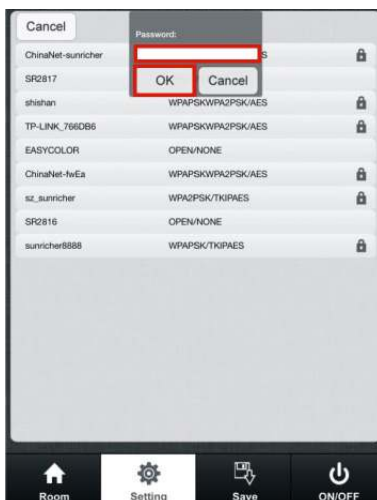 Cancel
Password:
ChinaNet-sunricher S
SR2817 OK Cancel
shishan WPAPSKWPA2PSK/AES
TP-LINK_766DB6 WPAPSKWPA2PSK/AES
EASYCOLOR OPEN/NONE
ChinaNet-fwEa WPAPSKWPA2PSK/AES
sz_sunricher WPA2PSK/TKIPAES
SR2816 OPEN/NONE
sunricher8888 WPAPSK/TKIPAES
Room Setting Save ON/OFF